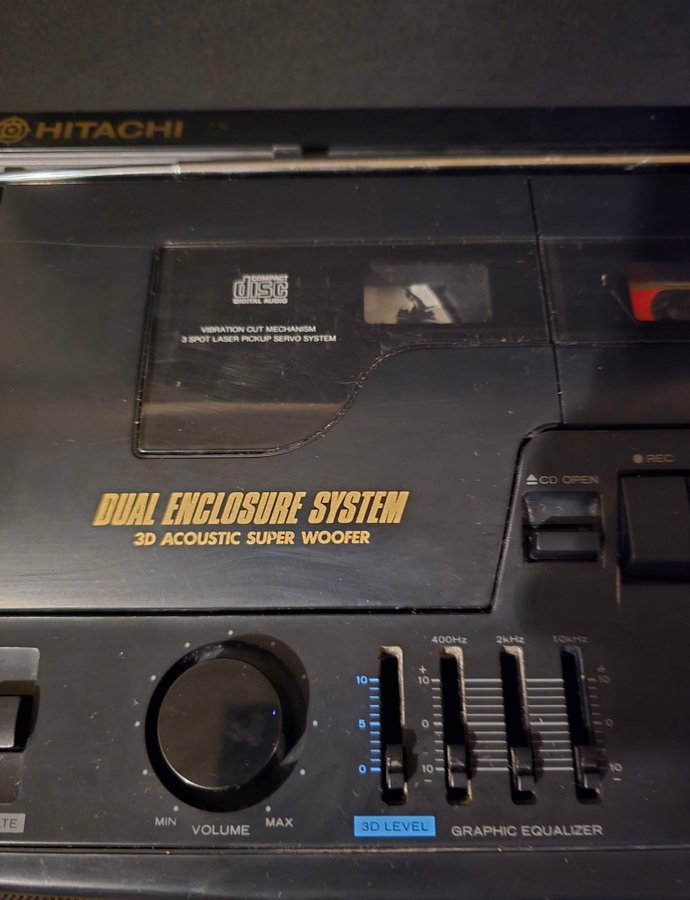 HITACHI
COMPACT
disc
DIGITAL AUDIO
VIBRATION CUT MECHANISM
3 SPOT LASER PICKUP SERVO SYSTEM
DUAL ENCLOSURE SYSTEM
3D ACOUSTIC SUPER WOOFER
● REC
⏏CD OPEN
400Hz 2kHz 10kHz
+ +
10 10 10
5 0 0
0 10 10
- -
MIN VOLUME MAX
TE 3D LEVEL GRAPHIC EQUALIZER